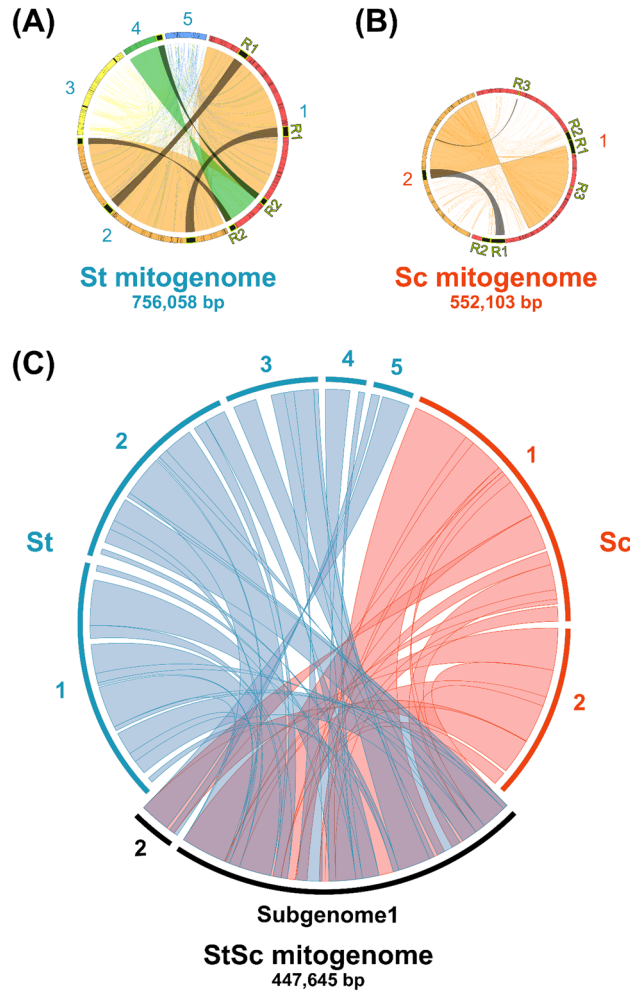 (A)
4
5
R1
3
1
R1
2
R2
R2
St mitogenome
756,058 bp
(B)
R3
R2
R1
1
2
R3
R2
R1
Sc mitogenome
552,103 bp
(C)
3
4
5
2
1
St
Sc
1
2
2
Subgenome1
StSc mitogenome
447,645 bp